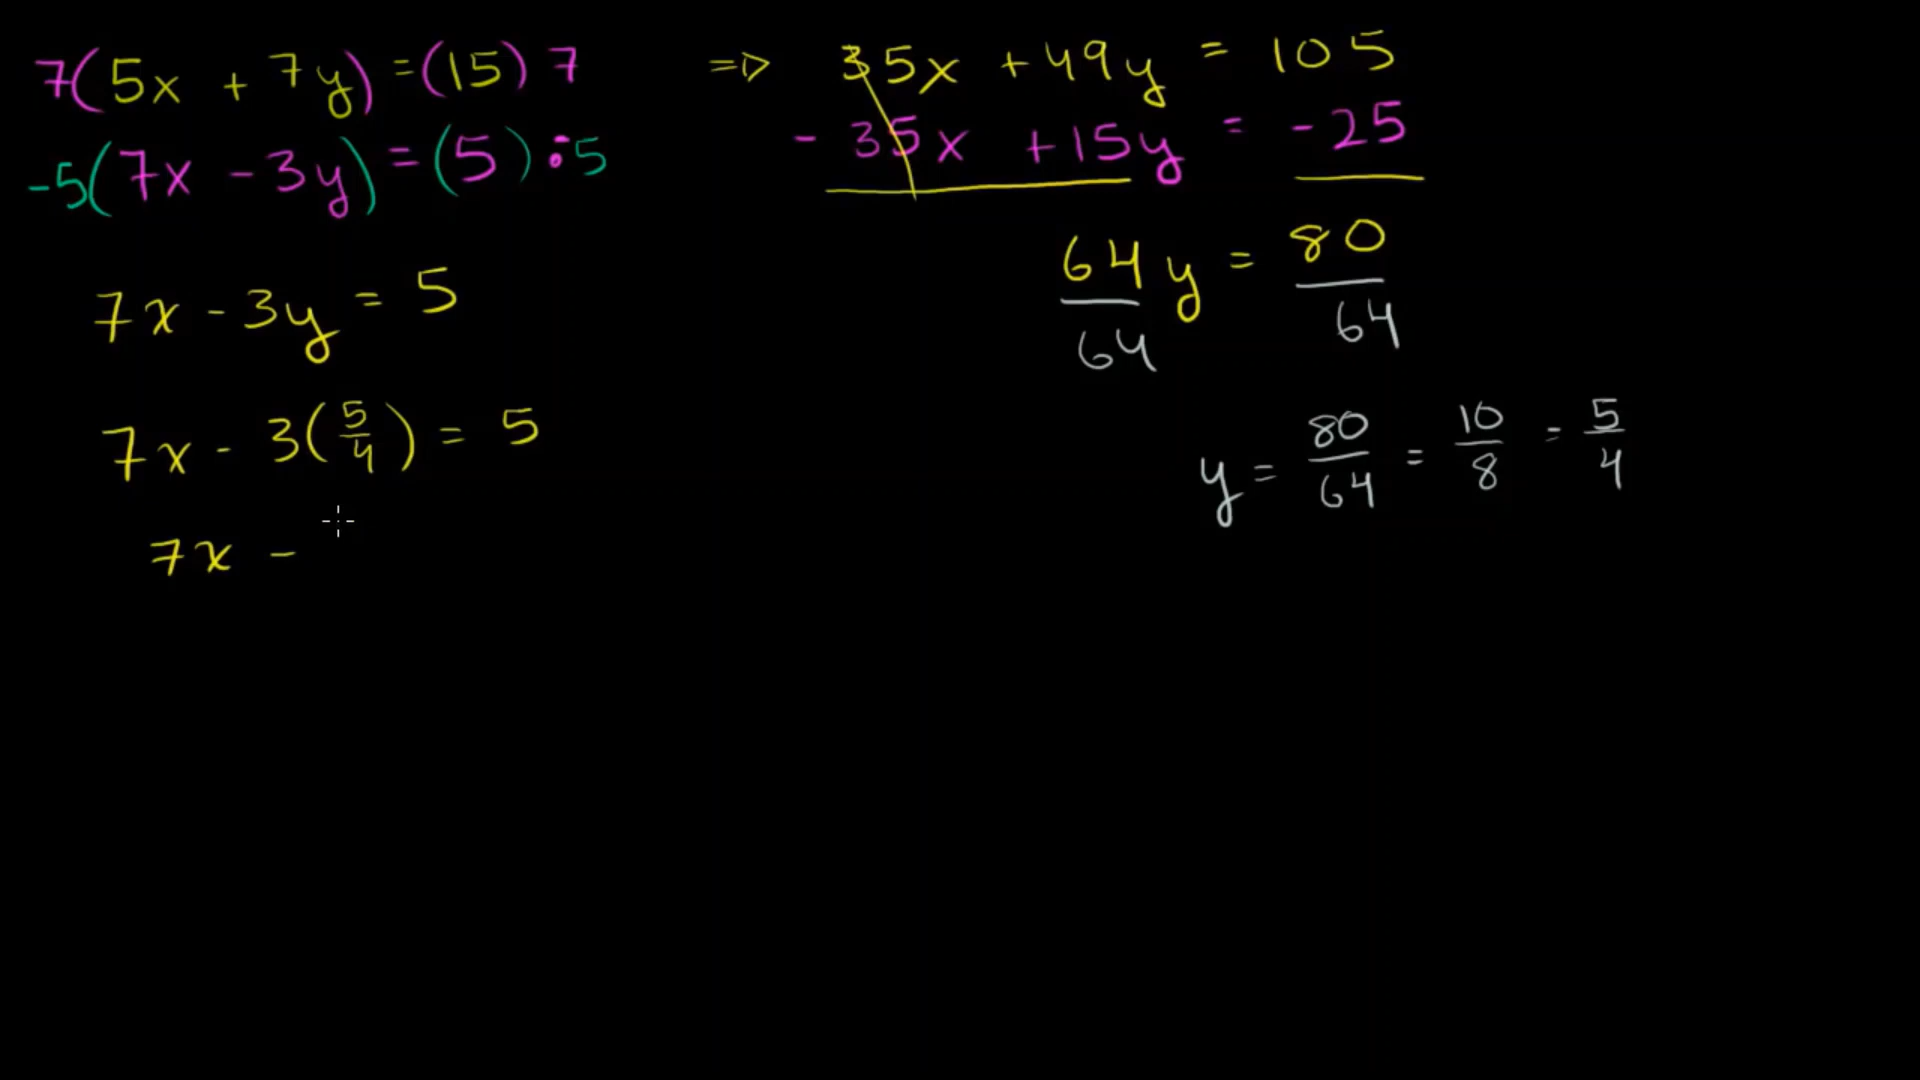 7(5x + 7y) = (15) 7 ⇒ 35x + 49y = 105
-5(7x - 3y) = (5) · -5 - 35x + 15y = -25
64y/64 = 80/64
7x - 3y = 5
7x - 3(5/4) = 5
y = 80/64 = 10/8 = 5/4
7x -